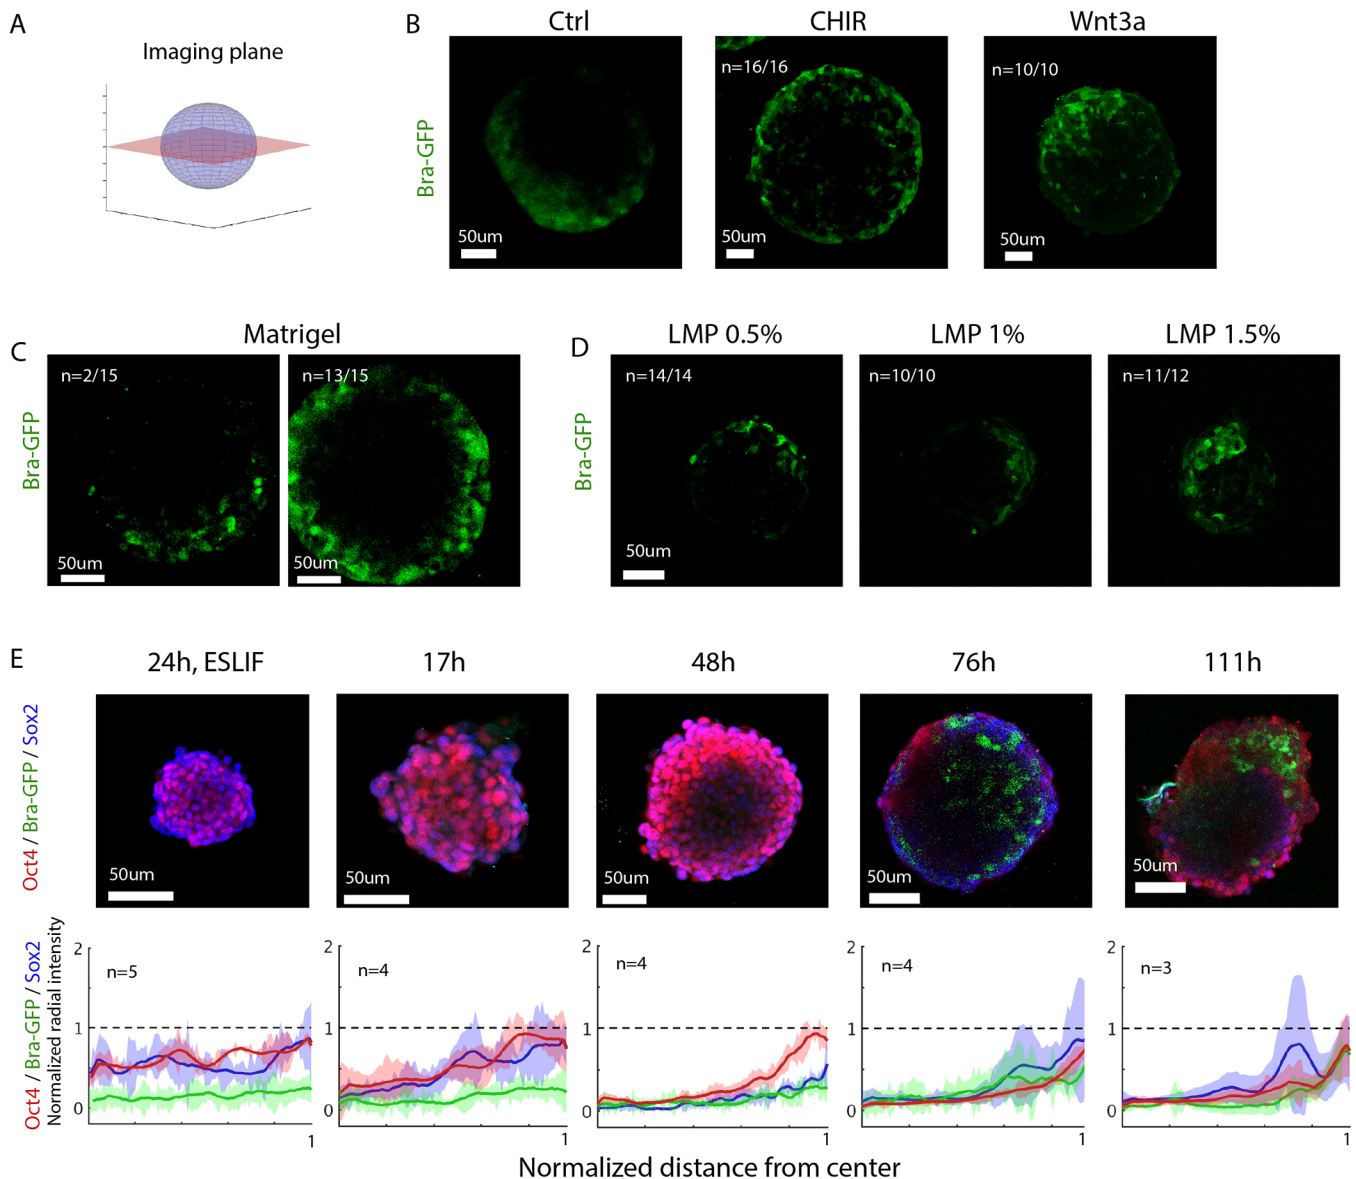 A
Imaging plane
B
Ctrl
CHIR
Wnt3a
Bra-GFP
50um
n=16/16
50um
n=10/10
50um
C
Matrigel
Bra-GFP
n=2/15
50um
n=13/15
50um
D
LMP 0.5%
LMP 1%
LMP 1.5%
Bra-GFP
n=14/14
50um
n=10/10
n=11/12
E
24h, ESLIF
17h
48h
76h
111h
Oct4 / Bra-GFP / Sox2
50um
50um
50um
50um
50um
Oct4 / Bra-GFP / Sox2
Normalized radial intensity
2
1
0
n=5
1
2
1
0
n=4
1
2
1
0
n=4
1
2
1
0
n=4
1
2
1
0
n=3
1
Normalized distance from center